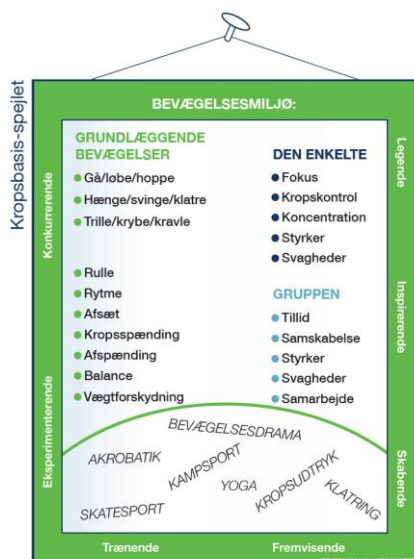 Kropsbasis-spejlet
BEVÆGELSESMILJØ:
Konkurrerende
Eksperimenterende
GRUNDLÆGGENDE
BEVÆGELSER
Gå/løbe/hoppe
Hænge/svinge/klatre
Trille/krybe/kravle
Rulle
Rytme
Afsæt
Kropsspænding
Afspænding
Balance
Vægtforskydning
DEN ENKELTE
Fokus
Kropskontrol
Koncentration
Styrker
Svagheder
GRUPPEN
Tillid
Samskabelse
Styrker
Svagheder
Samarbejde
Legende
Inspirerende
Skabende
BEVÆGELSESDRAMA
AKROBATIK
KAMPSPORT
YOGA
KROPSUDTRYK
KLATRING
SKATESPORT
Trænende
Fremvisende